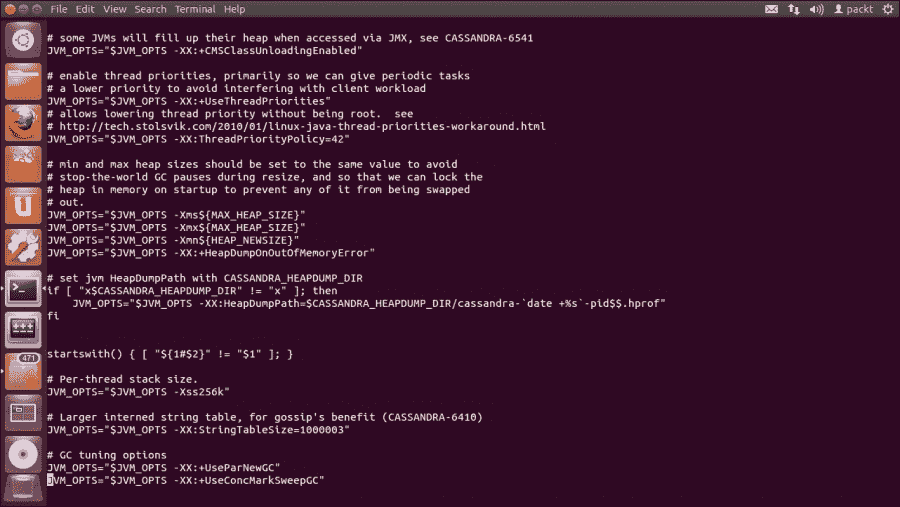 File Edit View Search Terminal Help packt
# some JVMs will fill up their heap when accessed via JMX, see CASSANDRA-6541
JVM_OPTS="$JVM_OPTS -XX:+CMSClassUnloadingEnabled"
# enable thread priorities, primarily so we can give periodic tasks
# a lower priority to avoid interfering with client workload
JVM_OPTS="$JVM_OPTS -XX:+UseThreadPriorities"
# allows lowering thread priority without being root.  see
# http://tech.stolsvik.com/2010/01/linux-java-thread-priorities-workaround.html
JVM_OPTS="$JVM_OPTS -XX:ThreadPriorityPolicy=42"
# min and max heap sizes should be set to the same value to avoid
# stop-the-world GC pauses during resize, and so that we can lock the
# heap in memory on startup to prevent any of it from being swapped
# out.
JVM_OPTS="$JVM_OPTS -Xms${MAX_HEAP_SIZE}"
JVM_OPTS="$JVM_OPTS -Xmx${MAX_HEAP_SIZE}"
JVM_OPTS="$JVM_OPTS -Xmn${HEAP_NEWSIZE}"
JVM_OPTS="$JVM_OPTS -XX:+HeapDumpOnOutOfMemoryError"
# set jvm HeapDumpPath with CASSANDRA_HEAPDUMP_DIR
if [ "x$CASSANDRA_HEAPDUMP_DIR" != "x" ]; then
    JVM_OPTS="$JVM_OPTS -XX:HeapDumpPath=$CASSANDRA_HEAPDUMP_DIR/cassandra-`date +%s`-pid$$.hprof"
fi
startswith() { [ "${1#$2}" != "$1" ]; }
471
# Per-thread stack size.
JVM_OPTS="$JVM_OPTS -Xss256k"
# Larger interned string table, for gossip's benefit (CASSANDRA-6410)
JVM_OPTS="$JVM_OPTS -XX:StringTableSize=1000003"
# GC tuning options
JVM_OPTS="$JVM_OPTS -XX:+UseParNewGC"
JVM_OPTS="$JVM_OPTS -XX:+UseConcMarkSweepGC"